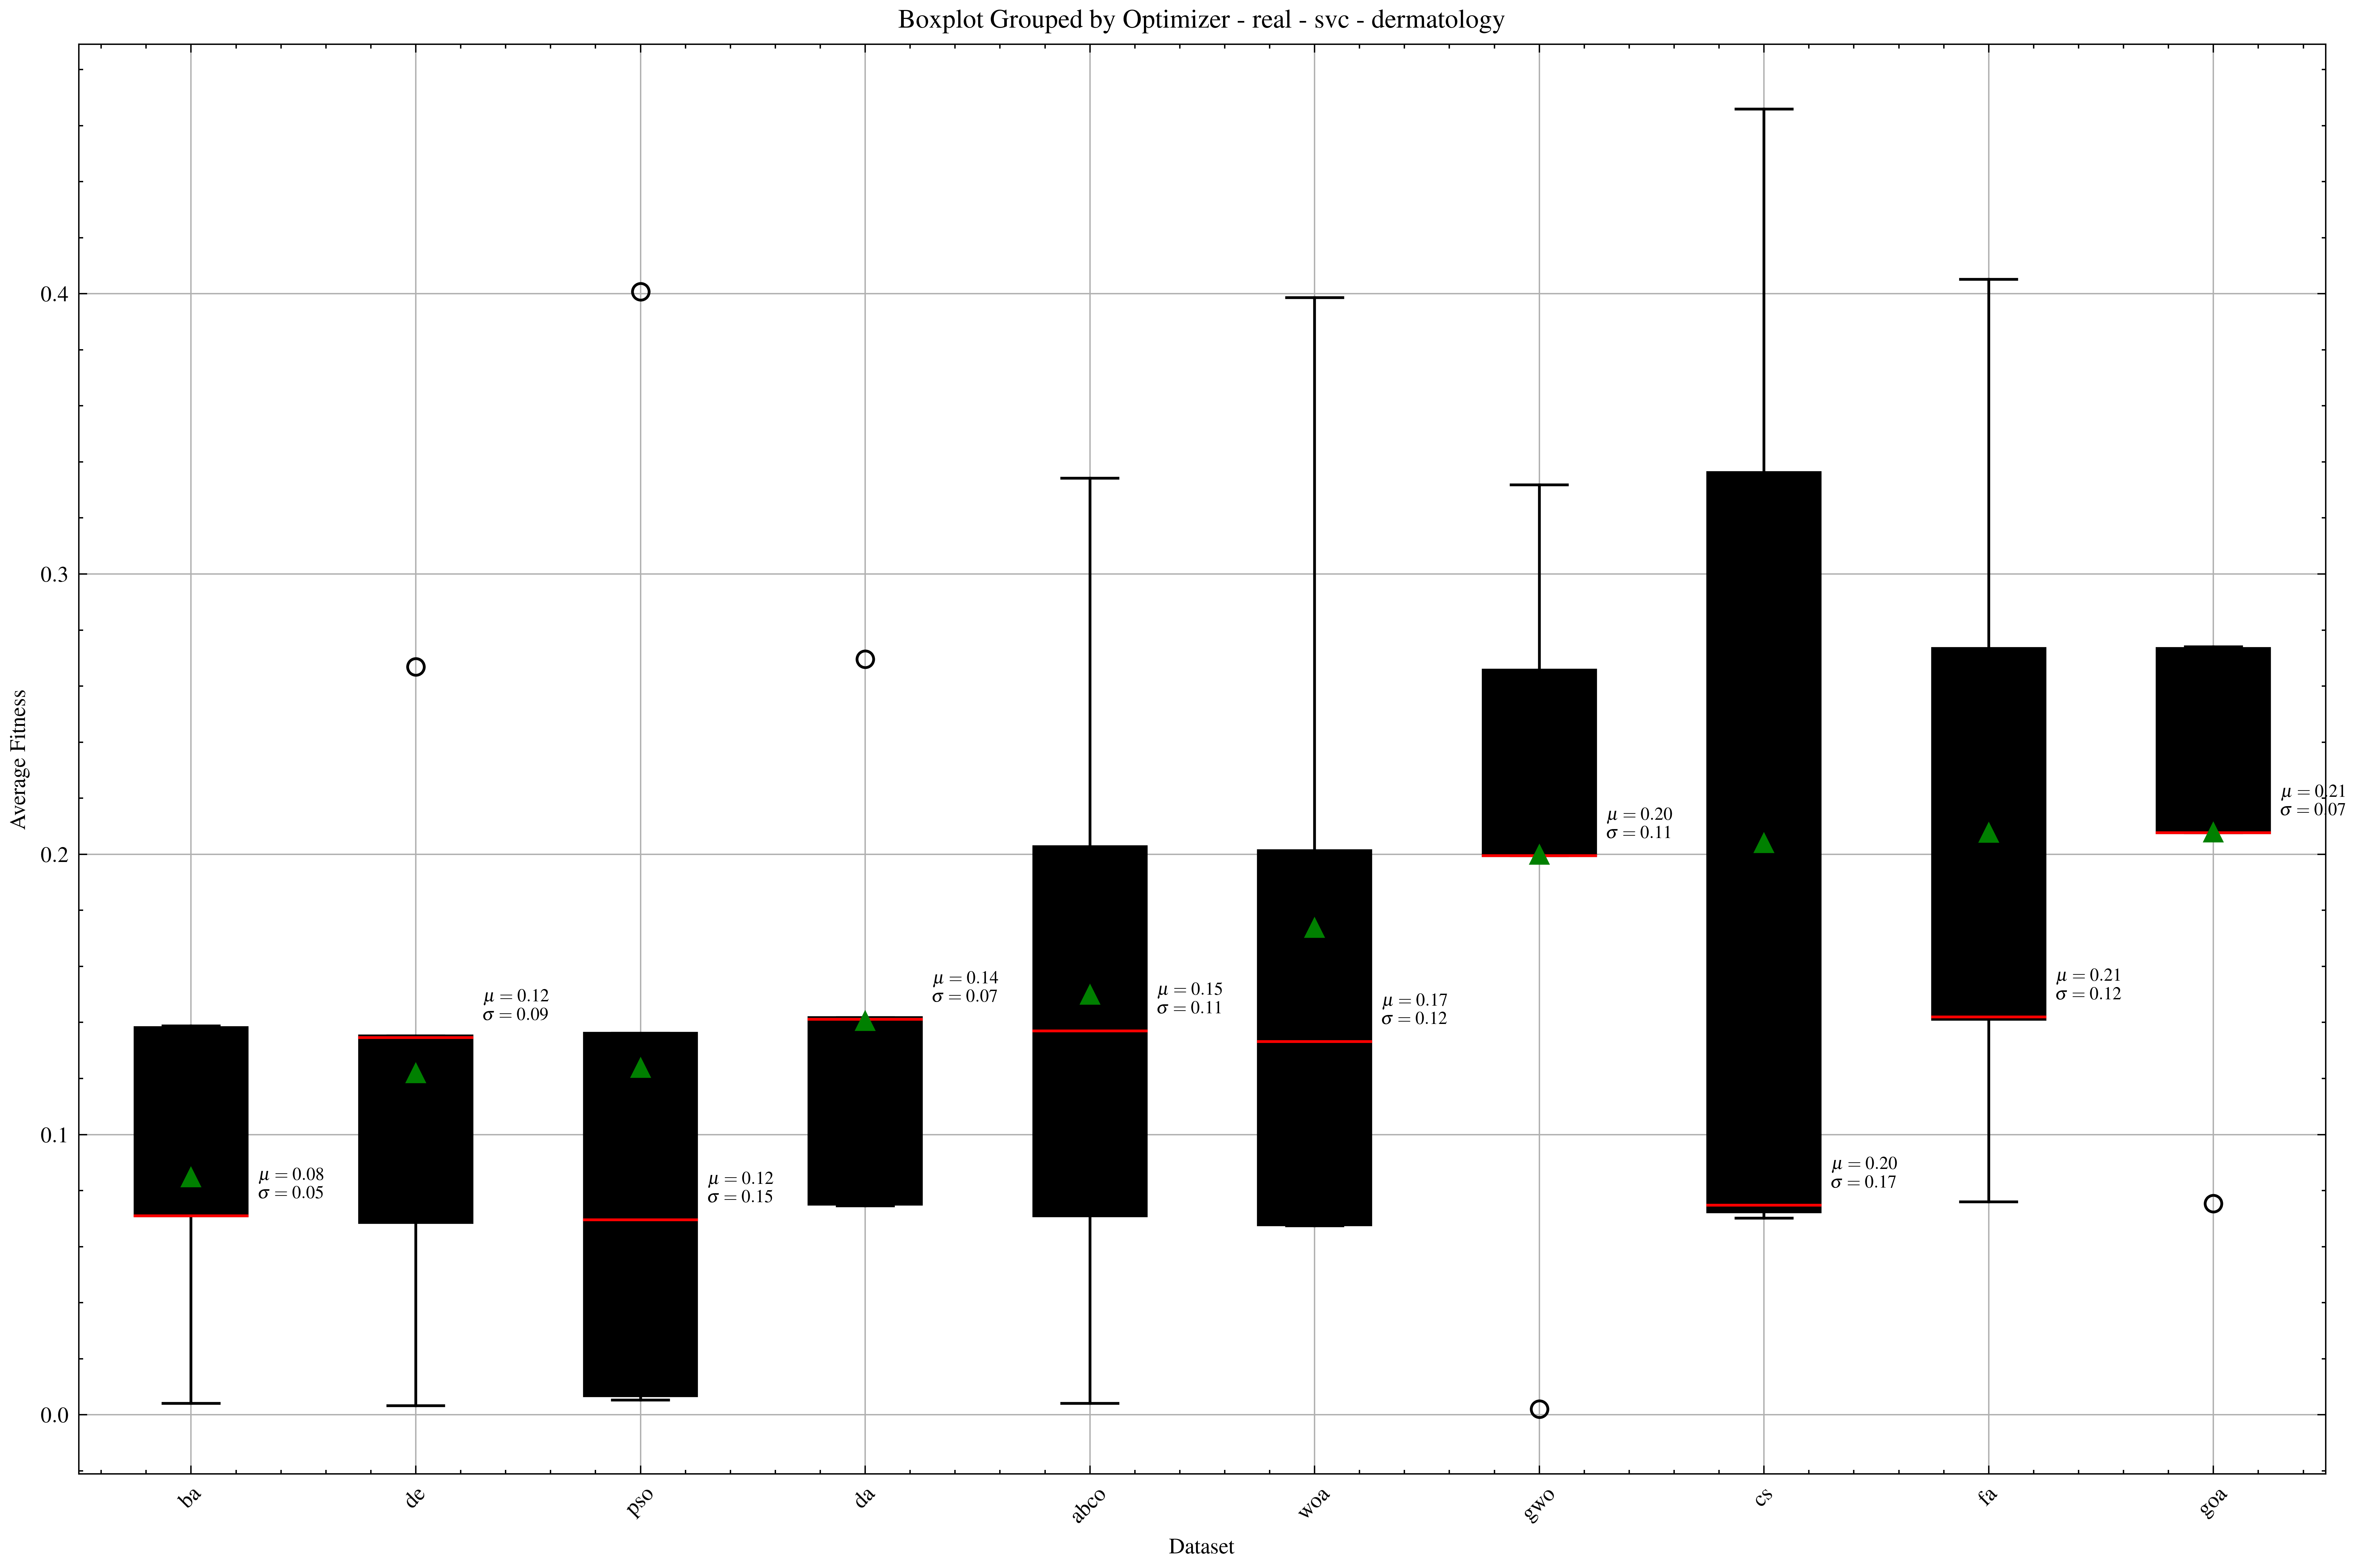 Boxplot Grouped by Optimizer - real - svc - dermatology
Average Fitness
0.4
0.3
0.2
0.1
0.0
μ = 0.08
σ = 0.05
μ = 0.12
σ = 0.09
μ = 0.12
σ = 0.15
μ = 0.14
σ = 0.07
μ = 0.15
σ = 0.11
μ = 0.17
σ = 0.12
μ = 0.20
σ = 0.11
μ = 0.20
σ = 0.17
μ = 0.21
σ = 0.12
μ = 0.21
σ = 0.07
ba
de
pso
da
abco
woa
gwo
cs
fa
goa
Dataset